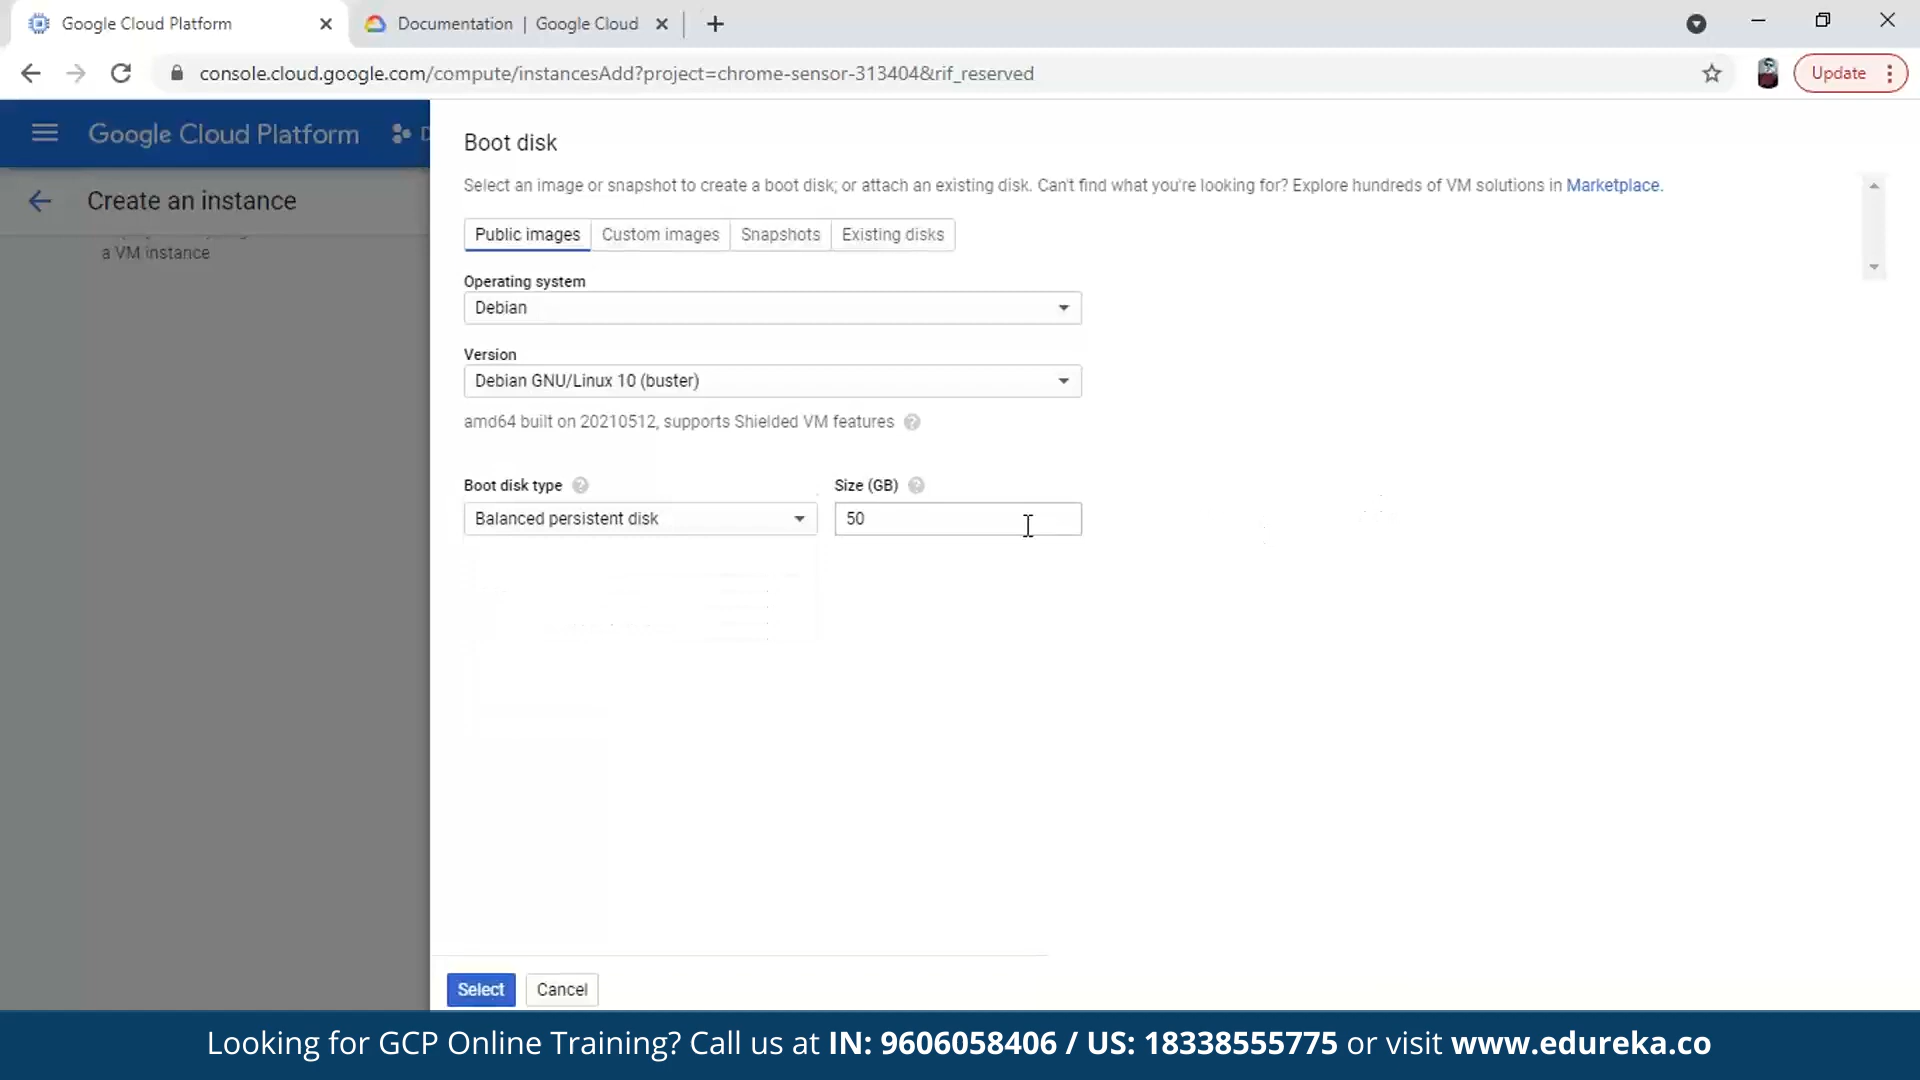 Google Cloud Platform
Documentation | Google Cloud
console.cloud.google.com/compute/instancesAdd?project=chrome-sensor-313404&rif_reserved
Update
Google Cloud Platform
D
Create an instance
a VM instance
Boot disk
Select an image or snapshot to create a boot disk; or attach an existing disk. Can't find what you're looking for? Explore hundreds of VM solutions in Marketplace.
Public images Custom images Snapshots Existing disks
Operating system
Debian
Version
Debian GNU/Linux 10 (buster)
amd64 built on 20210512, supports Shielded VM features
Boot disk type Size (GB)
Balanced persistent disk 50
Select Cancel
Looking for GCP Online Training? Call us at IN: 9606058406 / US: 18338555775 or visit www.edureka.co